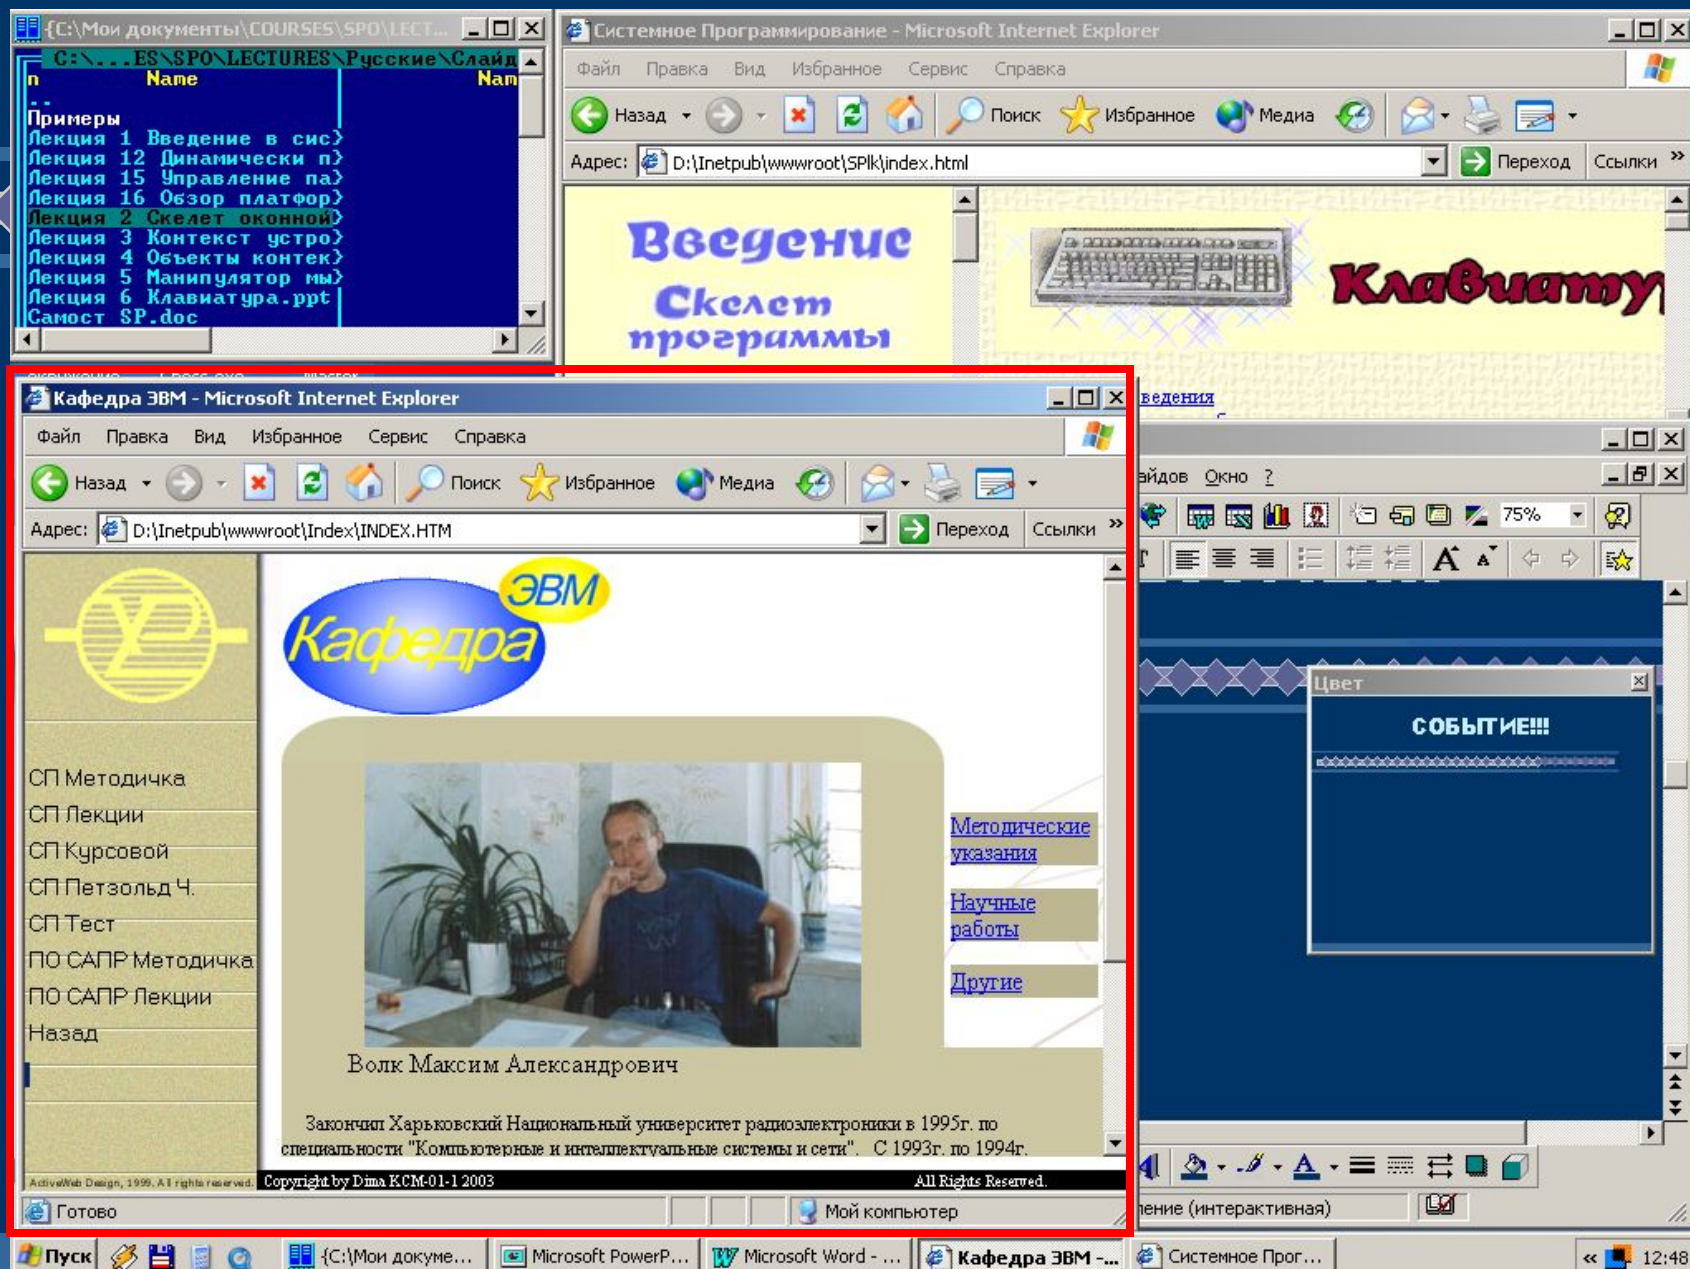 {C:\Мои документы\COURSES\SPO\LECT...
C:\...ES\SPO\LECTURES\Русские\Слайд
n Name Nam
..
Примеры
Лекция 1 Введение в сис}
Лекция 12 Динамически п}
Лекция 15 Управление па}
Лекция 16 Обзор платфор}
Лекция 2 Скелет оконной}
Лекция 3 Контекст устро}
Лекция 4 Объекты контек}
Лекция 5 Манипулятор мы}
Лекция 6 Клавиатура.ppt
Самост SP.doc
Системное Программирование - Microsoft Internet Explorer
Файл Правка Вид Избранное Сервис Справка
Назад Поиск Избранное Медиа
Адрес: D:\Inetpub\wwwroot\SPlk\index.html Переход Ссылки »
Введение
Скелет
программы
Клавиату
ведения
Кафедра ЭВМ - Microsoft Internet Explorer
Файл Правка Вид Избранное Сервис Справка
Назад Поиск Избранное Медиа
Адрес: D:\Inetpub\wwwroot\Index\INDEX.HTM Переход Ссылки »
Кафедра ЭВМ
СП Методичка
СП Лекции
СП Курсовой
СП Петзольд Ч.
СП Тест
ПО САПР Методичка
ПО САПР Лекции
Назад
Методические
указания
Научные
работы
Другие
Волк Максим Александрович
Закончил Харьковский Национальный университет радиоэлектроники в 1995г. по
специальности "Компьютерные и интеллектуальные системы и сети". С 1993г. по 1994г.
ActiveWeb Design, 1999. All rights reserved.
Copyright by Dima KCM-01-1 2003 All Rights Reserved.
Готово Мой компьютер
айдов Окно ?
75%
Цвет
СОБЫТИЕ!!!
ление (интерактивная)
Пуск {C:\Мои докуме... Microsoft PowerP... Microsoft Word - ... Кафедра ЭВМ -... Системное Прог... « 12:48